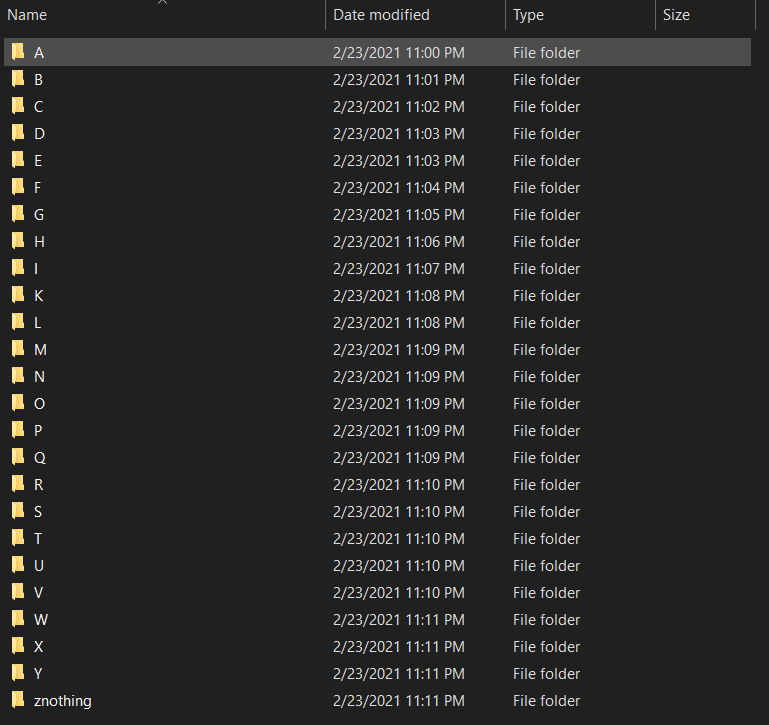 Name Date modified Type Size
A 2/23/2021 11:00 PM File folder
B 2/23/2021 11:01 PM File folder
C 2/23/2021 11:02 PM File folder
D 2/23/2021 11:03 PM File folder
E 2/23/2021 11:03 PM File folder
F 2/23/2021 11:04 PM File folder
G 2/23/2021 11:05 PM File folder
H 2/23/2021 11:06 PM File folder
I 2/23/2021 11:07 PM File folder
K 2/23/2021 11:08 PM File folder
L 2/23/2021 11:08 PM File folder
M 2/23/2021 11:09 PM File folder
N 2/23/2021 11:09 PM File folder
O 2/23/2021 11:09 PM File folder
P 2/23/2021 11:09 PM File folder
Q 2/23/2021 11:09 PM File folder
R 2/23/2021 11:10 PM File folder
S 2/23/2021 11:10 PM File folder
T 2/23/2021 11:10 PM File folder
U 2/23/2021 11:10 PM File folder
V 2/23/2021 11:10 PM File folder
W 2/23/2021 11:11 PM File folder
X 2/23/2021 11:11 PM File folder
Y 2/23/2021 11:11 PM File folder
znothing 2/23/2021 11:11 PM File folder